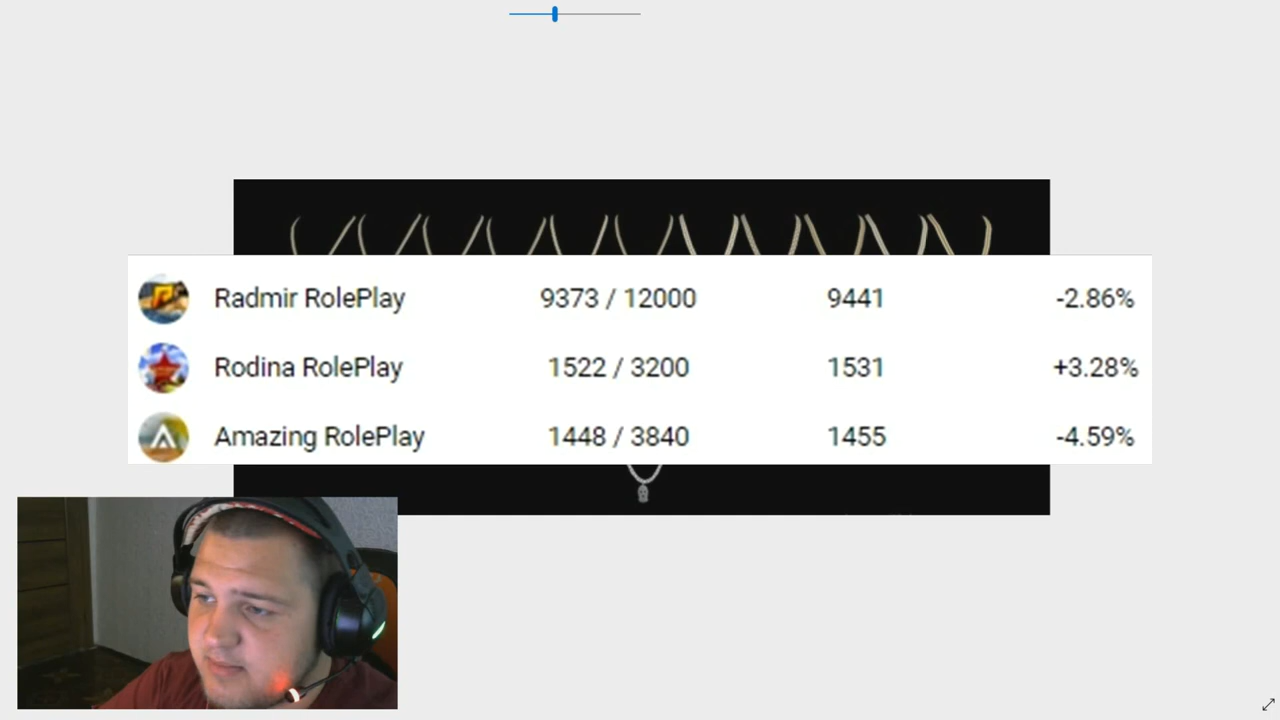 Radmir RolePlay 9373 / 12000 9441 -2.86%
Rodina RolePlay 1522 / 3200 1531 +3.28%
Amazing RolePlay 1448 / 3840 1455 -4.59%